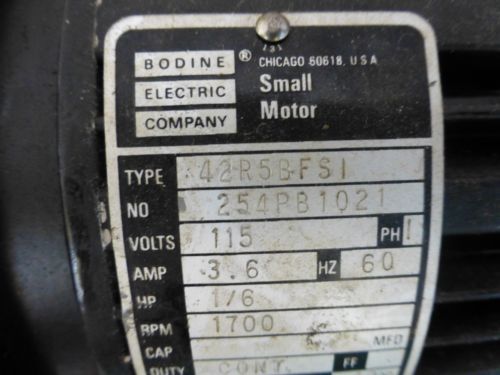 731
BODINE ® CHICAGO 60618, U.S.A
ELECTRIC Small
COMPANY Motor
TYPE 42R5BFSI
NO 254PB1021
VOLTS 115 PH 1
AMP 3.6 HZ 60
HP 1/6
RPM 1700
CAP MFD
DUTY CONT FF